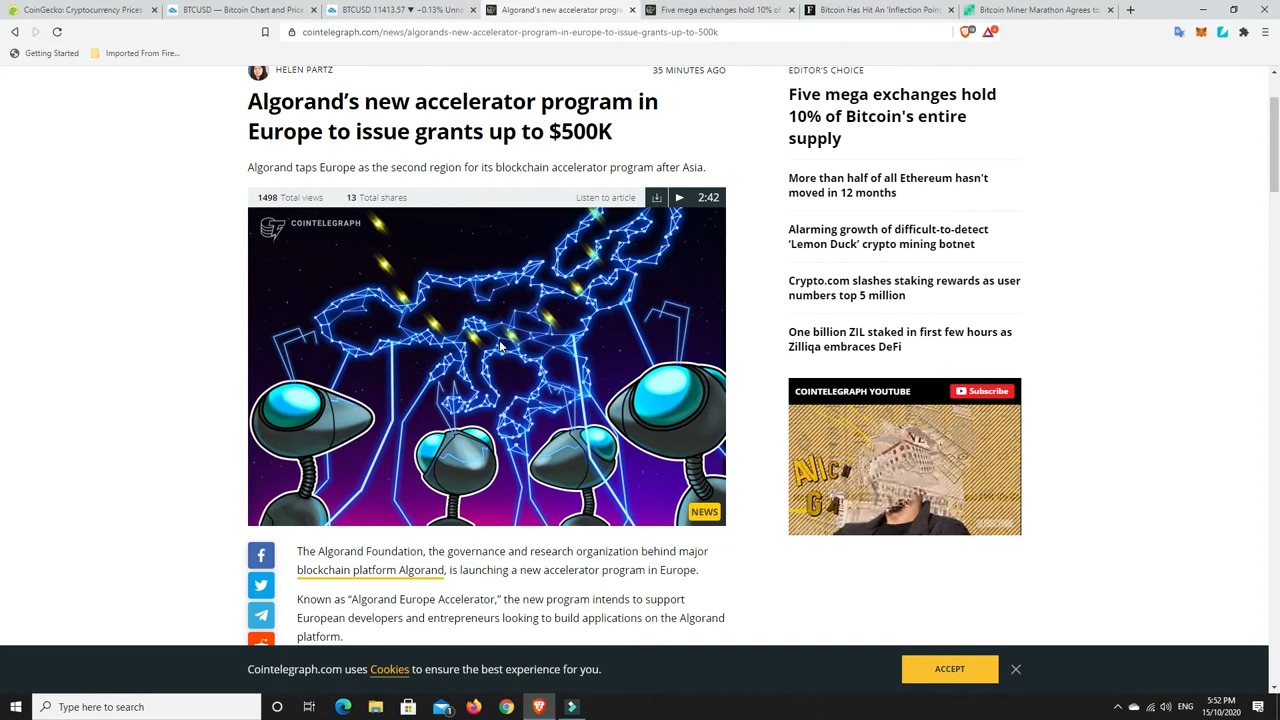 CoinGecko: Cryptocurrency Prices
BTCUSD — Bitcoin Chart and Price
BTCUSD 11413.57 ▼ −0.13% Unna
Algorand's new accelerator progr
Five mega exchanges hold 10% of
Bitcoin Has Hit An 'Inflection Poin
Bitcoin Miner Marathon Agrees to
cointelegraph.com/news/algorands-new-accelerator-program-in-europe-to-issue-grants-up-to-500k
Getting Started
Imported From Fire...
HELEN PARTZ
35 MINUTES AGO
Algorand's new accelerator program in
Europe to issue grants up to $500K
Algorand taps Europe as the second region for its blockchain accelerator program after Asia.
1498 Total views
13 Total shares
Listen to article
2:42
COINTELEGRAPH
NEWS
The Algorand Foundation, the governance and research organization behind major
blockchain platform Algorand, is launching a new accelerator program in Europe.
Known as “Algorand Europe Accelerator,” the new program intends to support
European developers and entrepreneurs looking to build applications on the Algorand
platform.
EDITOR'S CHOICE
Five mega exchanges hold
10% of Bitcoin's entire
supply
More than half of all Ethereum hasn't
moved in 12 months
Alarming growth of difficult-to-detect
‘Lemon Duck’ crypto mining botnet
Crypto.com slashes staking rewards as user
numbers top 5 million
One billion ZIL staked in first few hours as
Zilliqa embraces DeFi
COINTELEGRAPH YOUTUBE
Subscribe
SUBSCRIBE
Cointelegraph.com uses Cookies to ensure the best experience for you.
ACCEPT
Type here to search
ENG
5:52 PM
15/10/2020